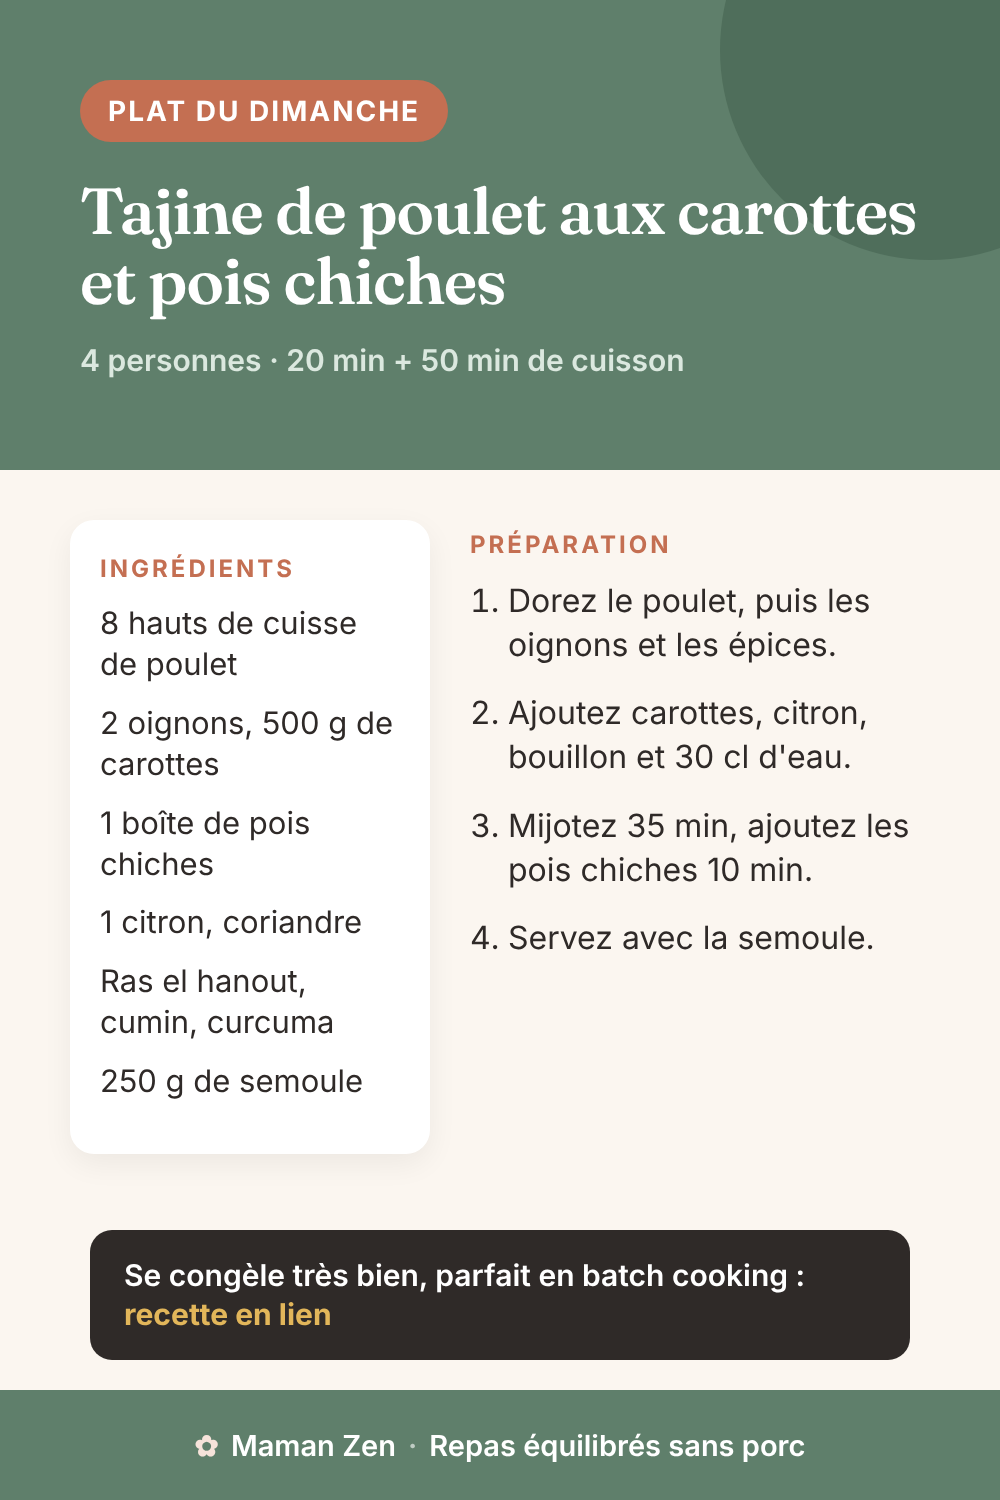 PLAT DU DIMANCHE
Tajine de poulet aux carottes
et pois chiches
4 personnes · 20 min + 50 min de cuisson
INGRÉDIENTS
8 hauts de cuisse
de poulet
2 oignons, 500 g de
carottes
1 boîte de pois
chiches
1 citron, coriandre
Ras el hanout,
cumin, curcuma
250 g de semoule
PRÉPARATION
1. Dorez le poulet, puis les
oignons et les épices.
2. Ajoutez carottes, citron,
bouillon et 30 cl d'eau.
3. Mijotez 35 min, ajoutez les
pois chiches 10 min.
4. Servez avec la semoule.
Se congèle très bien, parfait en batch cooking :
recette en lien
✿ Maman Zen · Repas équilibrés sans porc